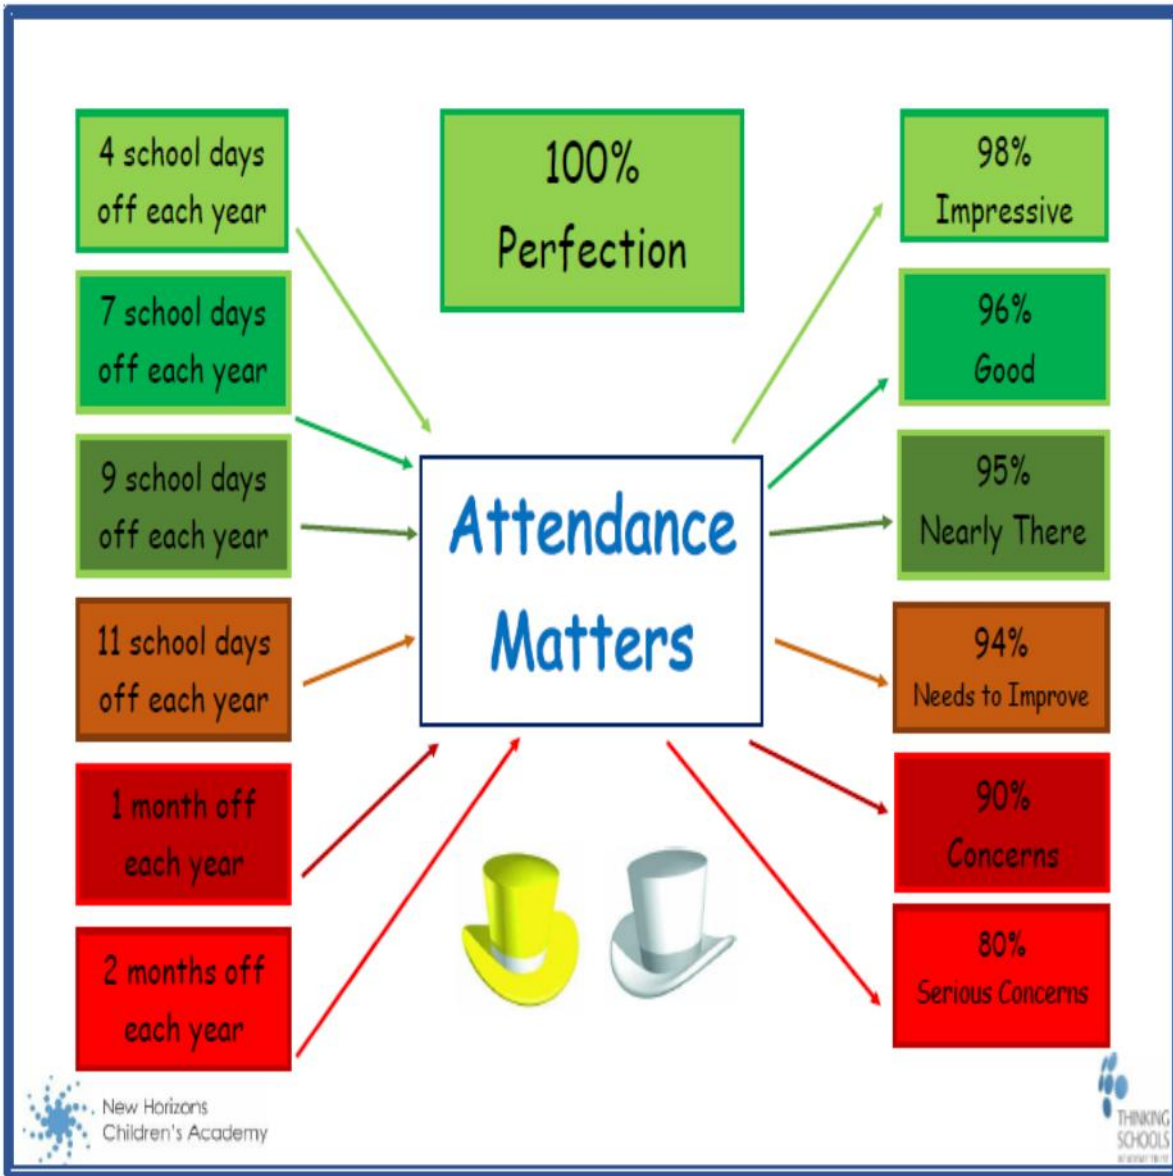 4 school days
off each year
7 school days
off each year
9 school days
off each year
11 school days
off each year
1 month off
each year
2 months off
each year
100%
Perfection
Attendance
Matters
98%
Impressive
96%
Good
95%
Nearly There
94%
Needs to Improve
90%
Concerns
80%
Serious Concerns
New Horizons
Children's Academy
THINKING
SCHOOLS
ACADEMY TRUST